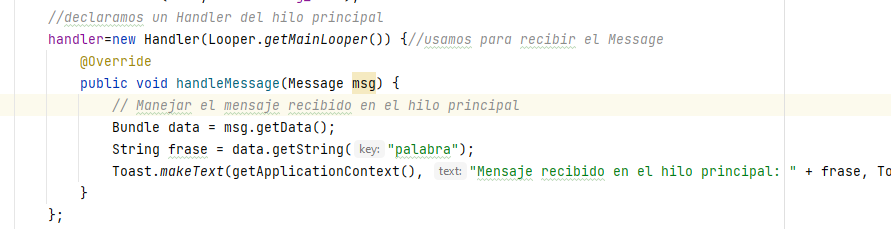 //declaramos un Handler del hilo principal
handler=new Handler(Looper.getMainLooper()) {//usamos para recibir el Message
@Override
public void handleMessage(Message msg) {
// Manejar el mensaje recibido en el hilo principal
Bundle data = msg.getData();
String frase = data.getString( key: "palabra");
Toast.makeText(getApplicationContext(), text: "Mensaje recibido en el hilo principal: " + frase, To
}
};